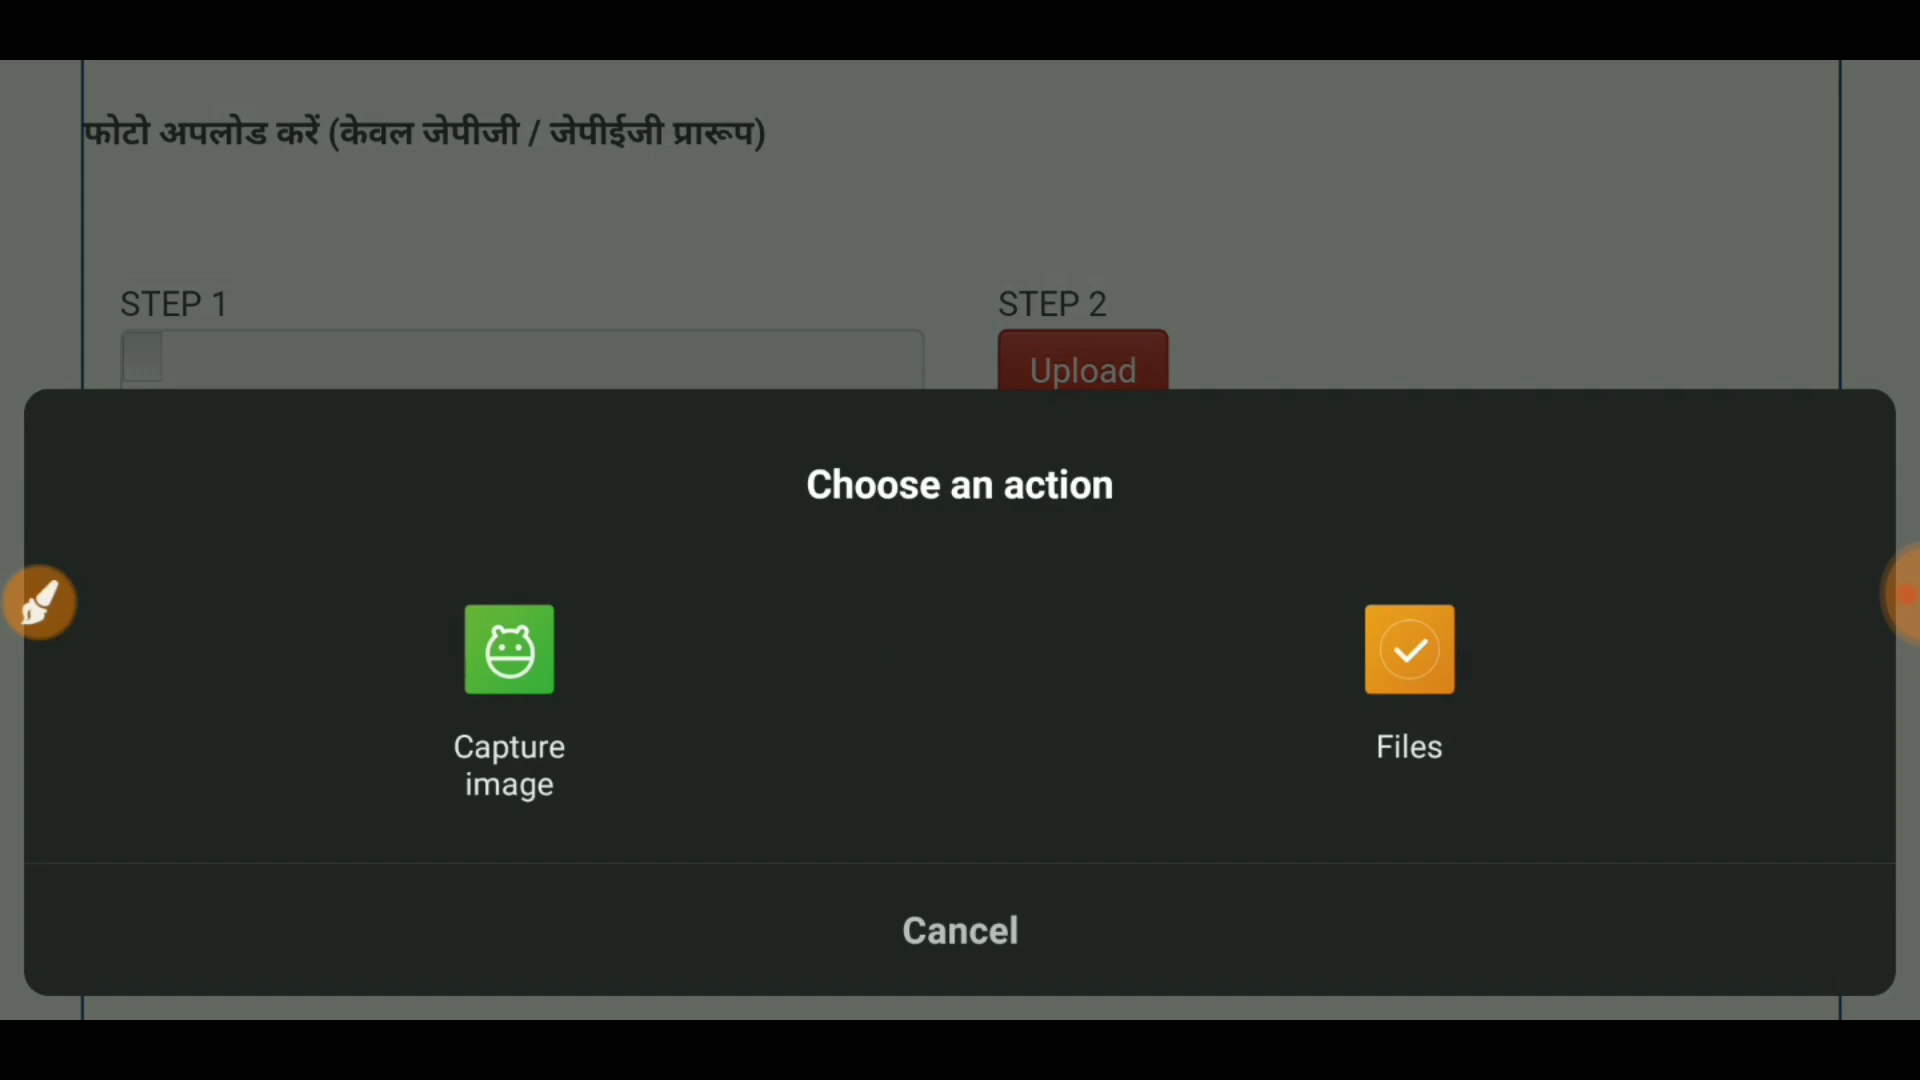 फोटो अपलोड करें (केवल जेपीजी / जेपीईजी प्रारूप)
STEP 1
STEP 2
Upload
Choose an action
Capture
image
Files
Cancel